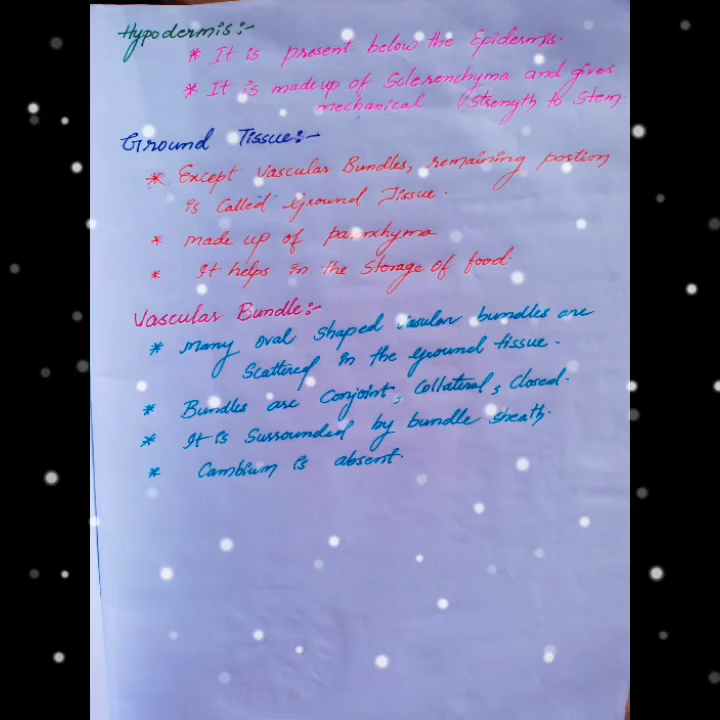 Hypodermis:-
* It is present below the Epidermis.
* It is made up of Sclerenchyma and gives
mechanical strength to Stem.
Ground Tissue:-
* Except Vascular Bundles, remaining portion
is called Ground Tissue.
* made up of parnchyma
* It helps in the storage of food.
Vascular Bundle:-
* many oval shaped vasular bundles are
Scattered in the ground tissue.
* Bundles are conjoint, Collateral, Closed.
* It is Surrounded by bundle sheath.
* Cambium is absent.